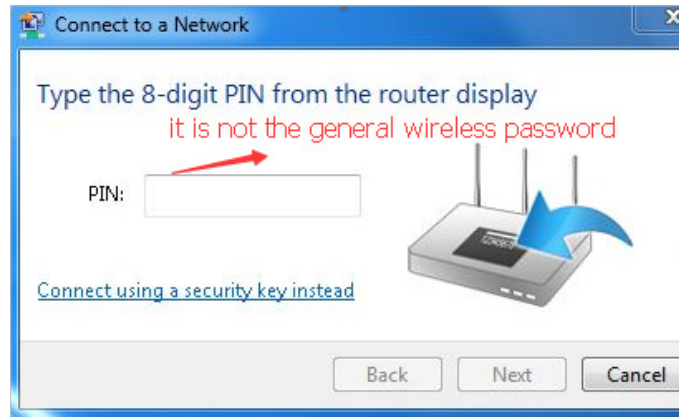 Connect to a Network
X
Type the 8-digit PIN from the router display
it is not the general wireless password
PIN:
Connect using a security key instead
Back
Next
Cancel